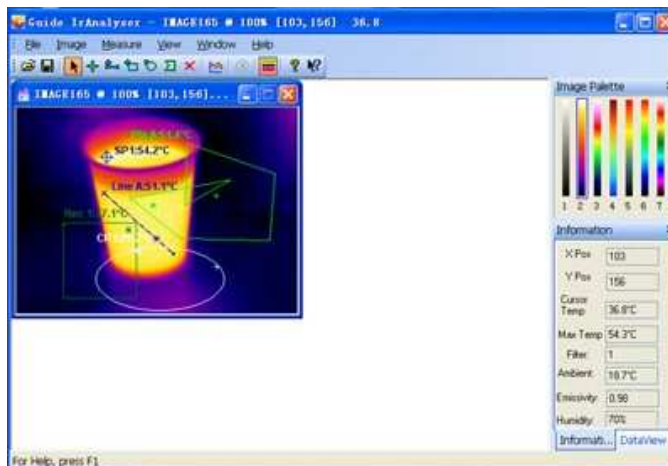 Guide IrAnalyser - IMAGE165 @ 100% [103,156] 36.8
File Image Measure View Window Help
IMAGE165 @ 100% [103,156]...
SP1:54.2°C
Line A:51.1°C
Image Palette
1 2 3 4 5 6 7
Information
X Pos 103
Y Pos 156
Cursor Temp 36.8°C
Max Temp 54.3°C
Filter: 1
Ambient: 18.7°C
Emissivity: 0.98
Humidity: 70%
Informati... DataView
For Help, press F1